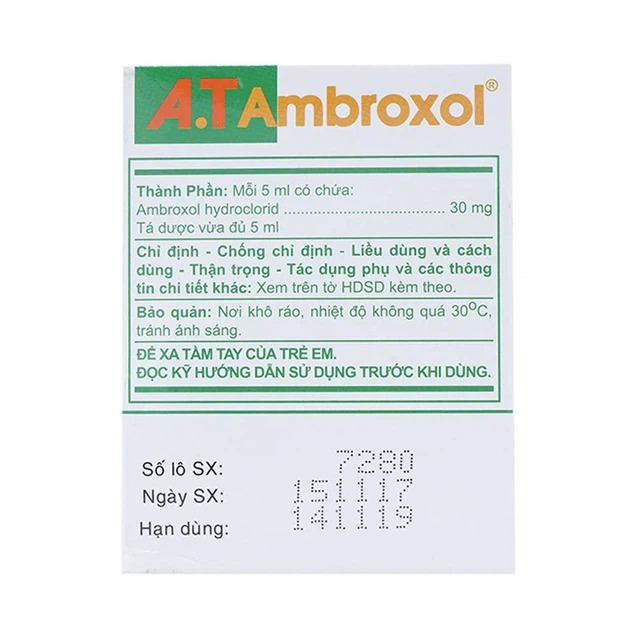 A.T Ambroxol®
Thành Phần: Mỗi 5 ml có chứa:
Ambroxol hydroclorid ........................................ 30 mg
Tá dược vừa đủ 5 ml
Chỉ định - Chống chỉ định - Liều dùng và cách
dùng - Thận trọng - Tác dụng phụ và các thông
tin chi tiết khác: Xem trên tờ HDSD kèm theo.
Bảo quản: Nơi khô ráo, nhiệt độ không quá 30⁰C,
tránh ánh sáng.
ĐỂ XA TẦM TAY CỦA TRẺ EM.
ĐỌC KỸ HƯỚNG DẪN SỬ DỤNG TRƯỚC KHI DÙNG.
Số lô SX: 7280
Ngày SX: 151117
Hạn dùng: 141119